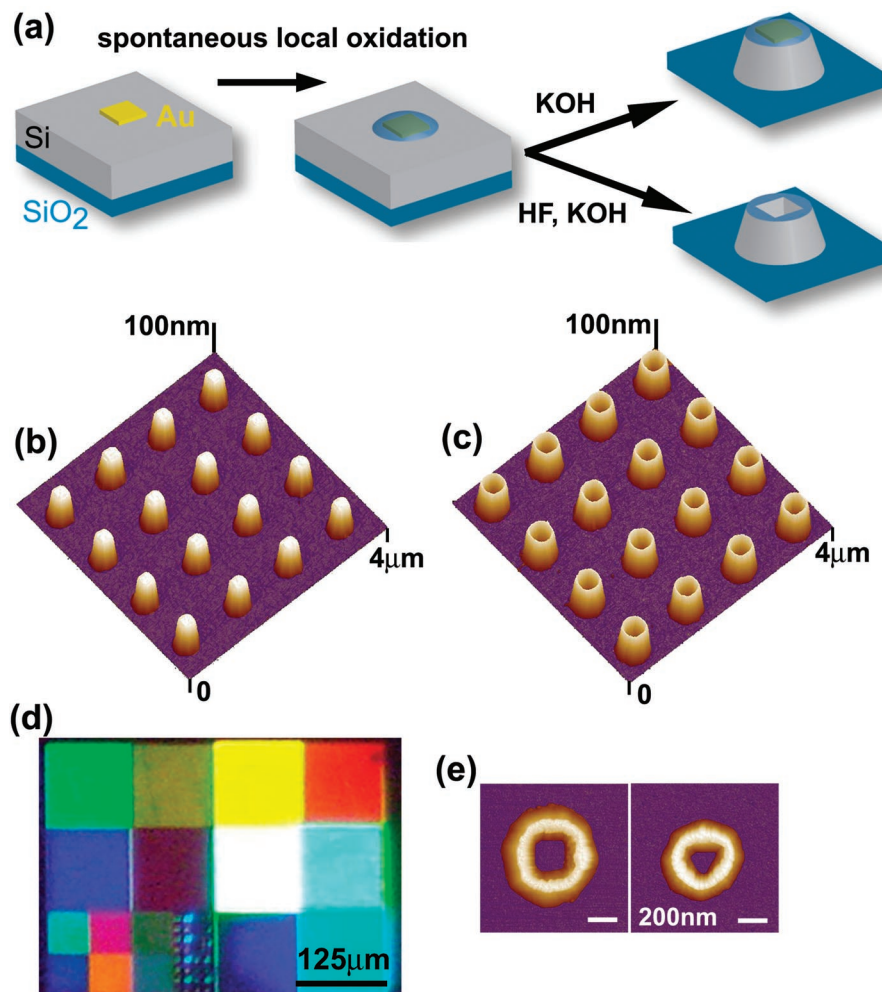 (a)
spontaneous local oxidation
Au
Si
SiO2
KOH
HF, KOH
100nm
(b)
4μm
0
100nm
(c)
4μm
0
(d)
125μm
(e)
200nm